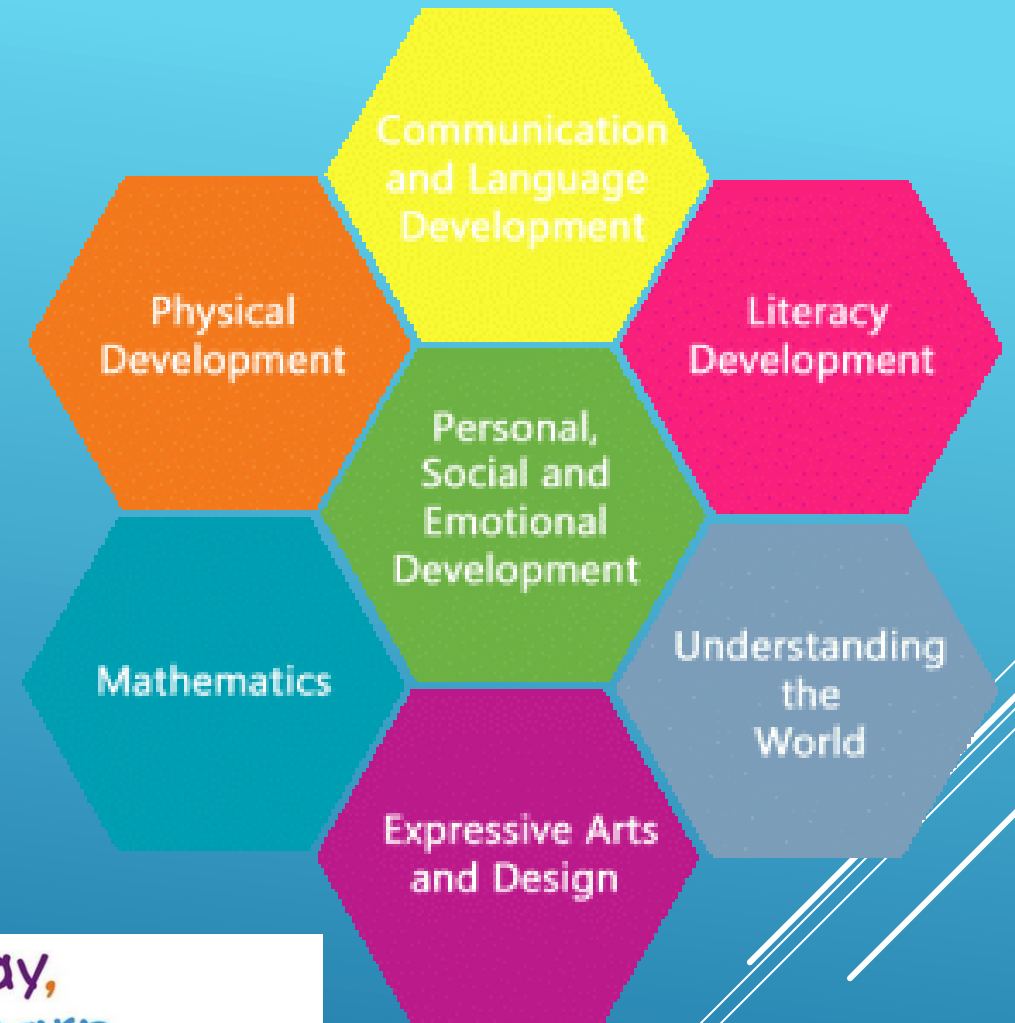 Communication
and Language
Development
Physical
Development
Literacy
Development
Personal,
Social and
Emotional
Development
Mathematics
Understanding
the
World
Expressive Arts
and Design